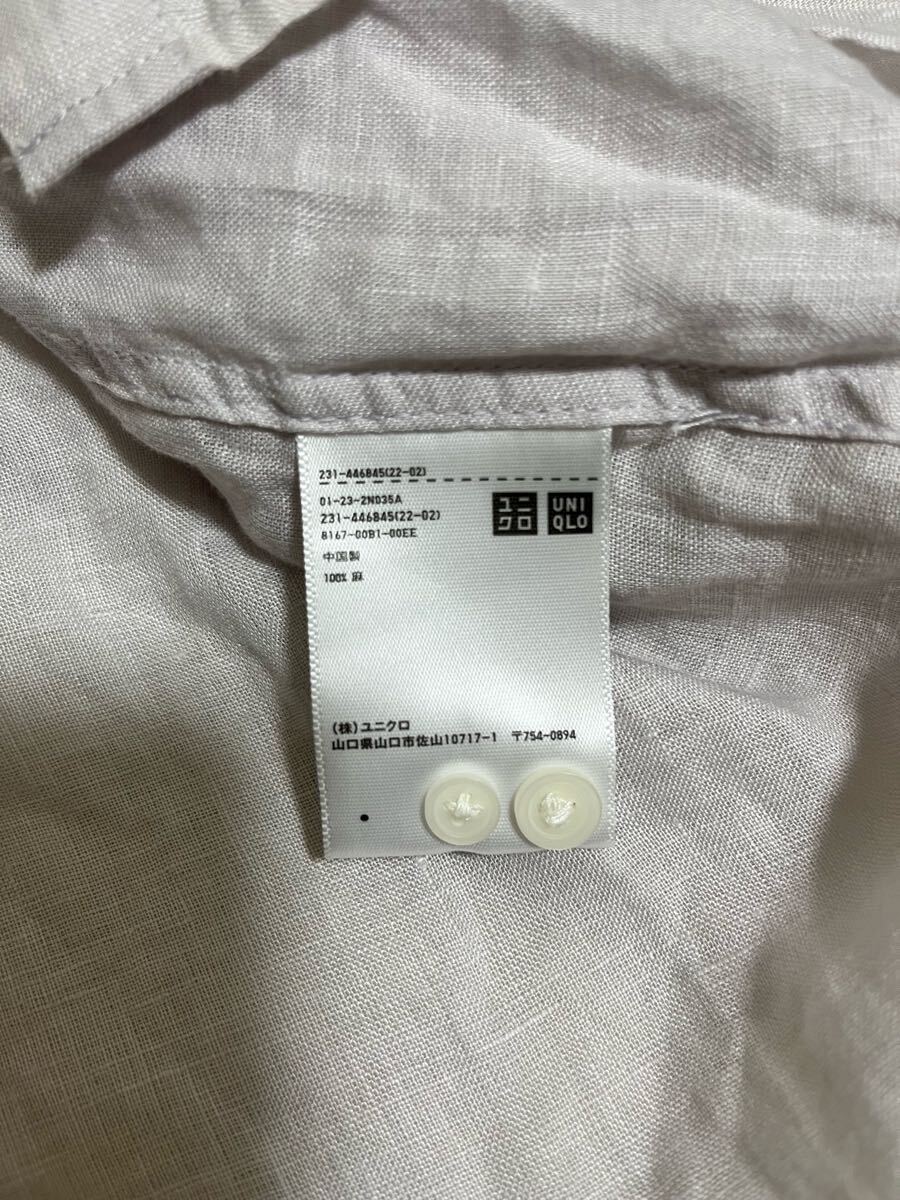 231-446845(22-02)
01-23-2N035A
231-446845(22-02)
8167-00B1-00EE
中国製
100% 麻
ユニ
クロ
UNI
QLO
(株)ユニクロ
山口県山口市佐山10717-1 〒754-0894